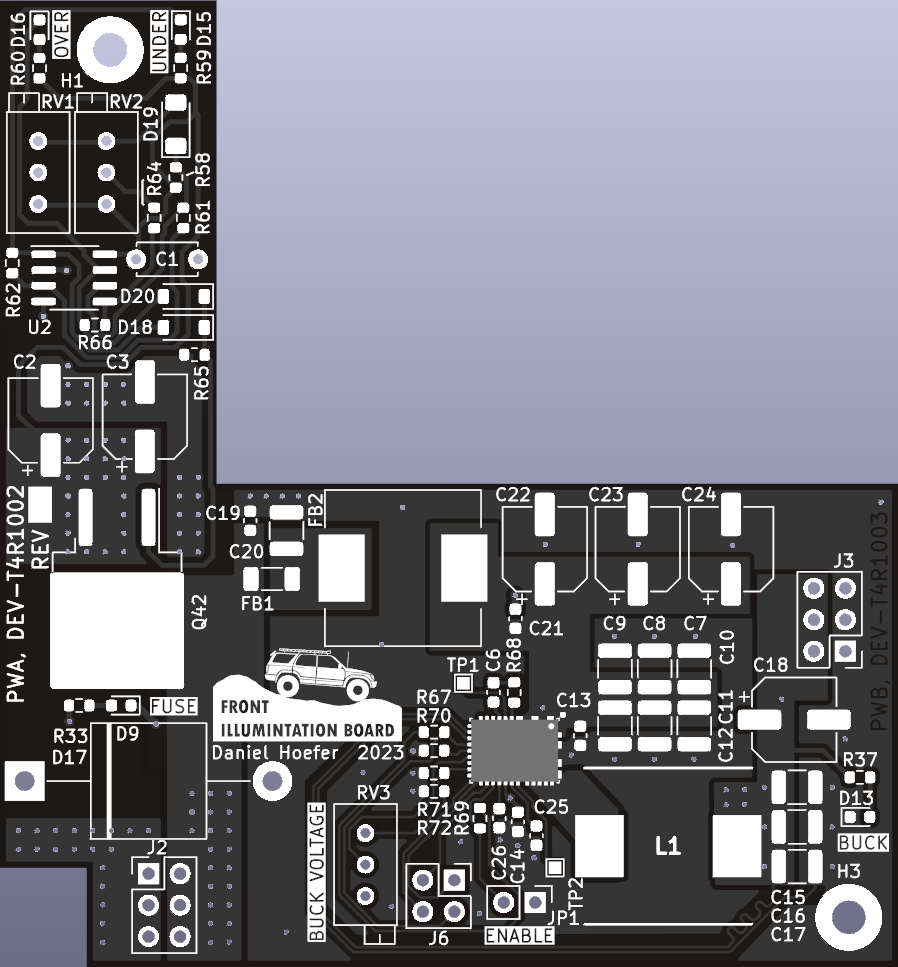 R60
D16
OVER
UNDER
D15
R59
H1
RV1
RV2
D19
R64
R58
R61
C1
R62
D20
U2
R66
D18
R65
C2
C3
+
+
PWA, DEV-T4R1002
REV
Q42
C19
C20
FB1
FB2
C22
C23
C24
+
+
+
C21
J3
PWB, DEV-T4R1003
C9
C8
C7
C10
C18
+
TP1
C6
R68
C13
C11
C12
R33
D17
D9
FUSE
FRONT
ILLUMINTATION BOARD
Daniel Hoefer 2023
R67
R70
R71
R72
R69
RV3
BUCK VOLTAGE
C25
C26
C14
TP2
L1
R37
D13
BUCK
H3
J2
J6
JP1
ENABLE
C15
C16
C17